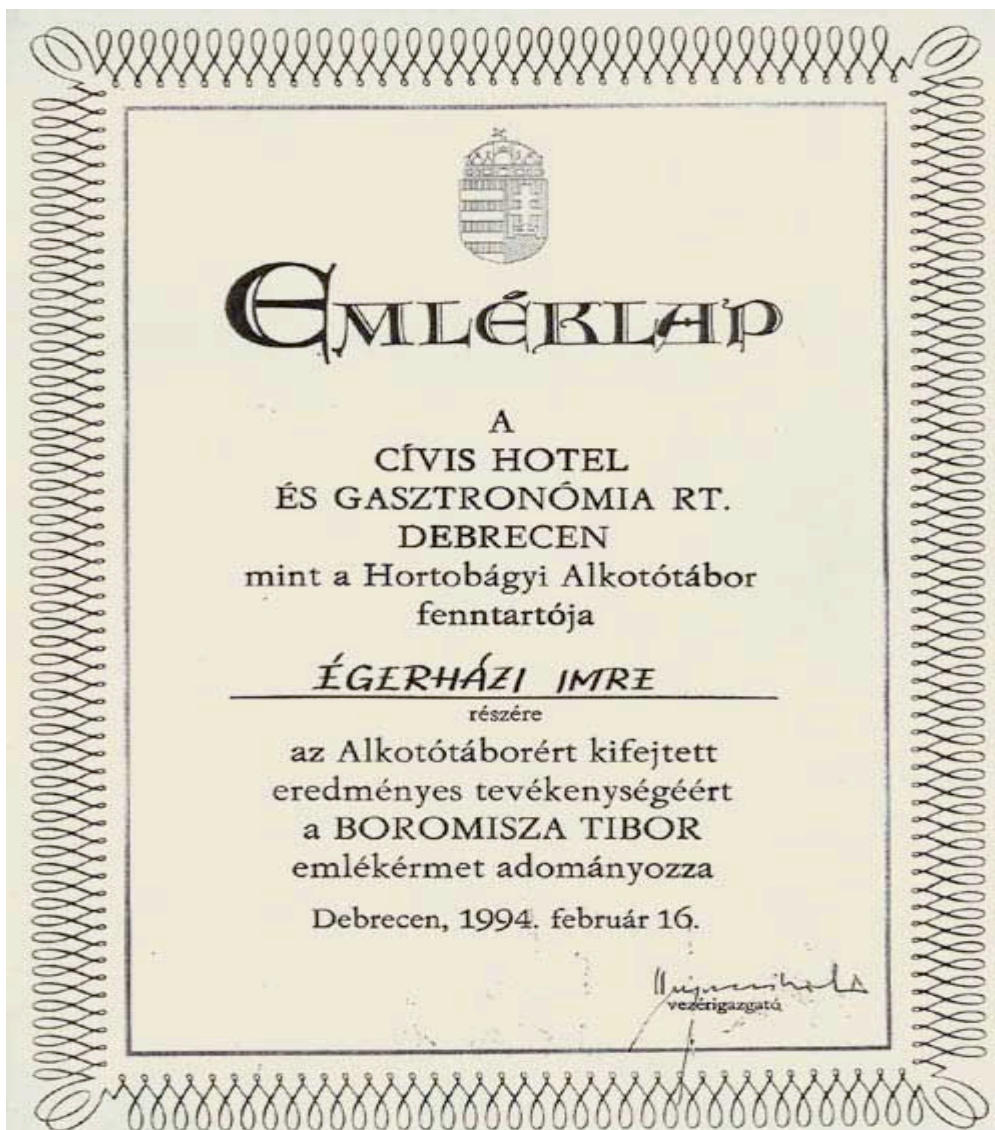 EMLÉKLAP
A
CÍVIS HOTEL
ÉS GASZTRONÓMIA RT.
DEBRECEN
mint a Hortobágyi Alkotótábor
fenntartója
ÉGERHÁZI IMRE
részére
az Alkotótáborért kifejtett
eredményes tevékenységéért
a BOROMISZA TIBOR
emlékérmet adományozza
Debrecen, 1994. február 16.
vezérigazgató